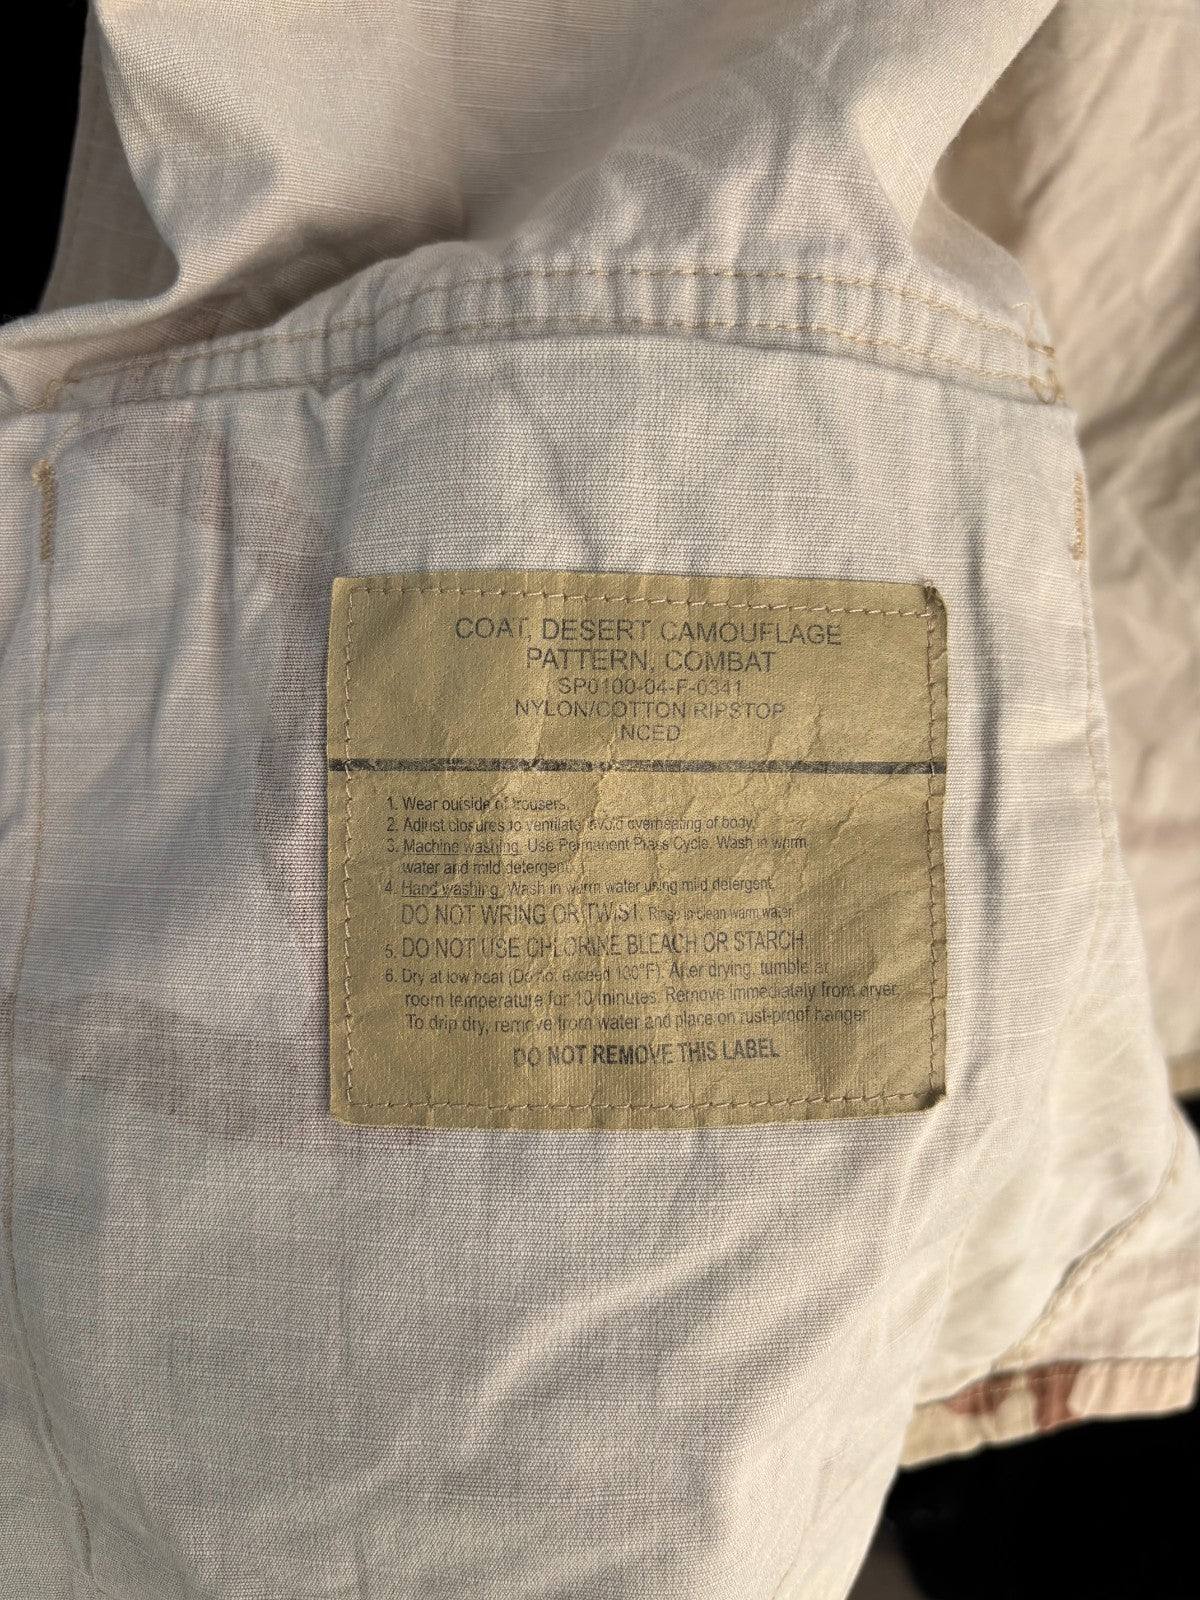 COAT, DESERT CAMOUFLAGE
PATTERN, COMBAT
SP0100-04-F-0341
NYLON/COTTON RIPSTOP
NCED
1. Wear outside of trousers.
2. Adjust closures to ventilate, avoid overheating of body.
3. Machine washing. Use Permanent Press Cycle. Wash in warm
water and mild detergent.
4. Hand washing. Wash in warm water using mild detergent.
DO NOT WRING OR TWIST. Rinse in clean warm water
5. DO NOT USE CHLORINE BLEACH OR STARCH.
6. Dry at low heat (Do not exceed 130°F). After drying, tumble at
room temperature for 10 minutes. Remove immediately from dryer.
To drip dry, remove from water and place on rust-proof hanger.
DO NOT REMOVE THIS LABEL